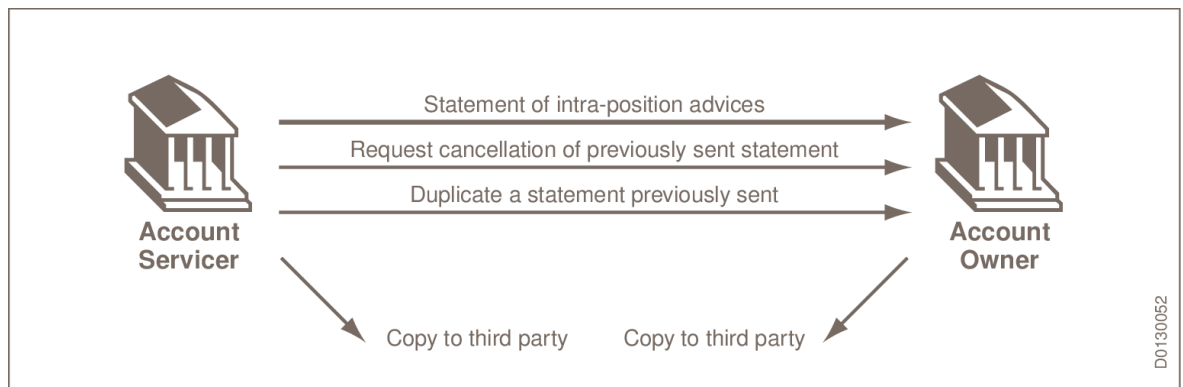 Statement of intra-position advices
Request cancellation of previously sent statement
Duplicate a statement previously sent
Account
Servicer
Account
Owner
Copy to third party
Copy to third party
D0130052